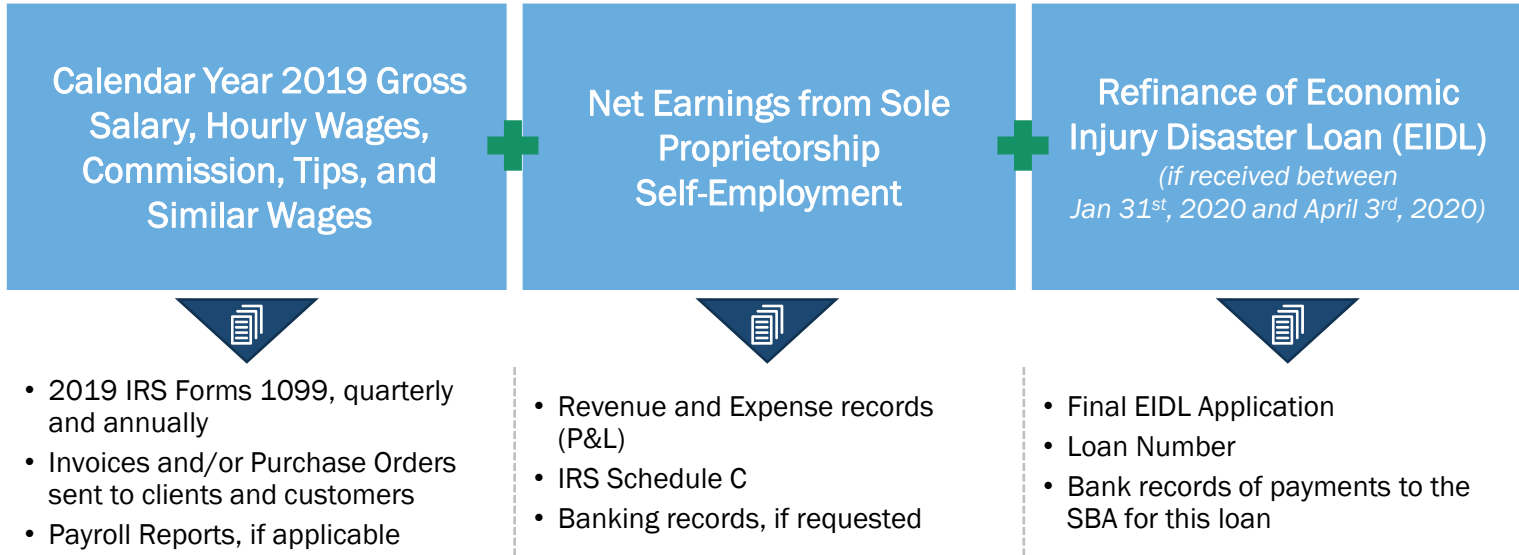 Calendar Year 2019 Gross
Salary, Hourly Wages,
Commission, Tips, and
Similar Wages
Net Earnings from Sole
Proprietorship
Self-Employment
Refinance of Economic
Injury Disaster Loan (EIDL)
(if received between
Jan 31st, 2020 and April 3rd, 2020)
• 2019 IRS Forms 1099, quarterly
and annually
• Invoices and/or Purchase Orders
sent to clients and customers
• Payroll Reports, if applicable
• Revenue and Expense records
(P&L)
• IRS Schedule C
• Banking records, if requested
• Final EIDL Application
• Loan Number
• Bank records of payments to the
SBA for this loan